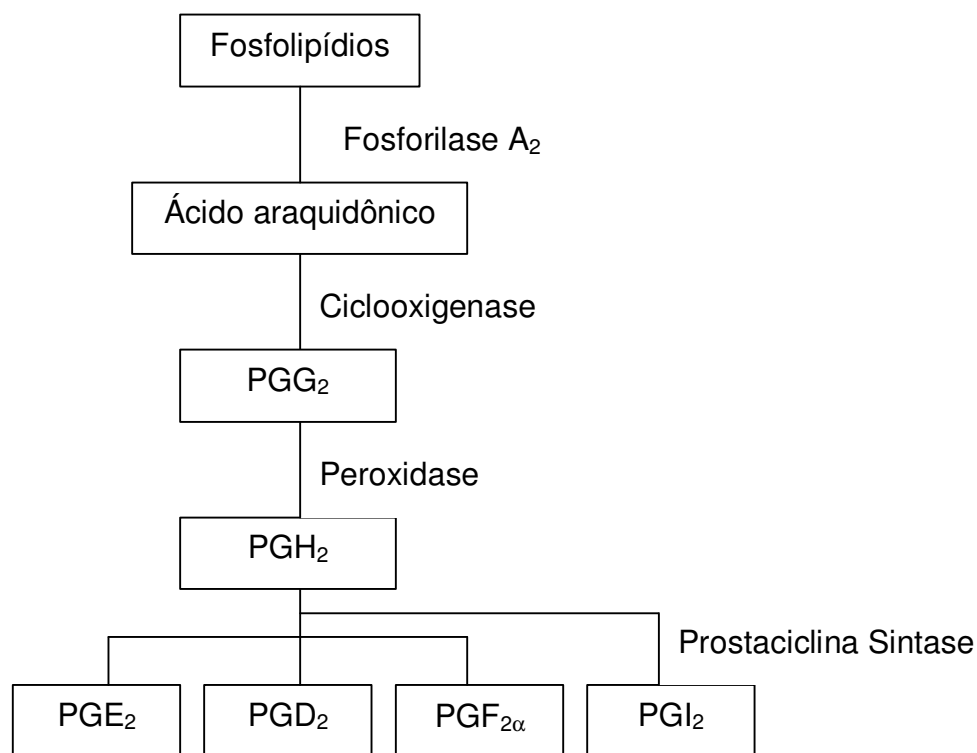 Fosfolipídios
Fosforilase A₂
Ácido araquidônico
Ciclooxigenase
PGG₂
Peroxidase
PGH₂
Prostaciclina Sintase
PGE₂
PGD₂
PGF₂α
PGI₂